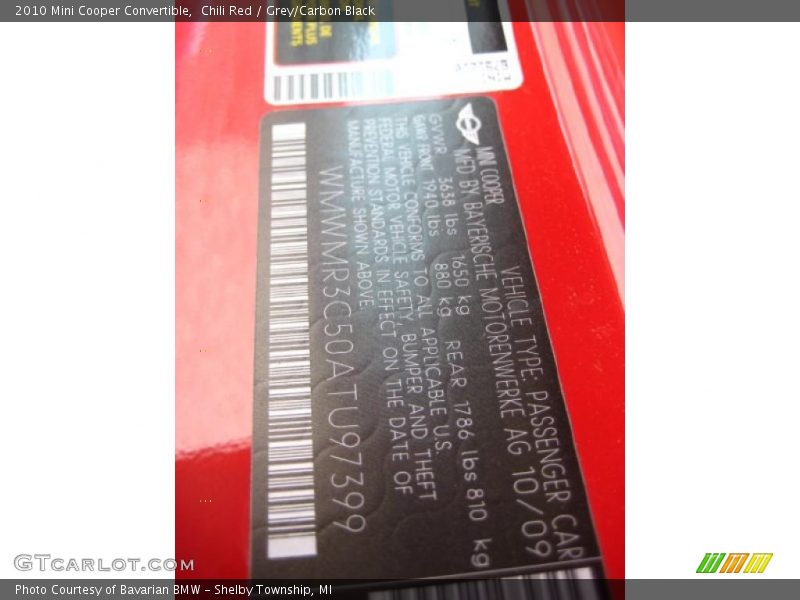 2010 Mini Cooper Convertible,  Chili Red / Grey/Carbon Black
MINI COOPER
VEHICLE TYPE: PASSENGER CAR
MFD BY BAYERISCHE MOTORENWERKE AG 10/09
GVWR 3638 lbs 1650 kg
GAWR FRONT 1940 lbs 880 kg REAR 1786 lbs 810 kg
THIS VEHICLE CONFORMS TO ALL APPLICABLE U.S.
FEDERAL MOTOR VEHICLE SAFETY, BUMPER AND THEFT
PREVENTION STANDARDS IN EFFECT ON THE DATE OF
MANUFACTURE SHOWN ABOVE.
WMWMR3C50ATU97399
GTCARLOT.COM
Photo Courtesy of Bavarian BMW – Shelby Township, MI